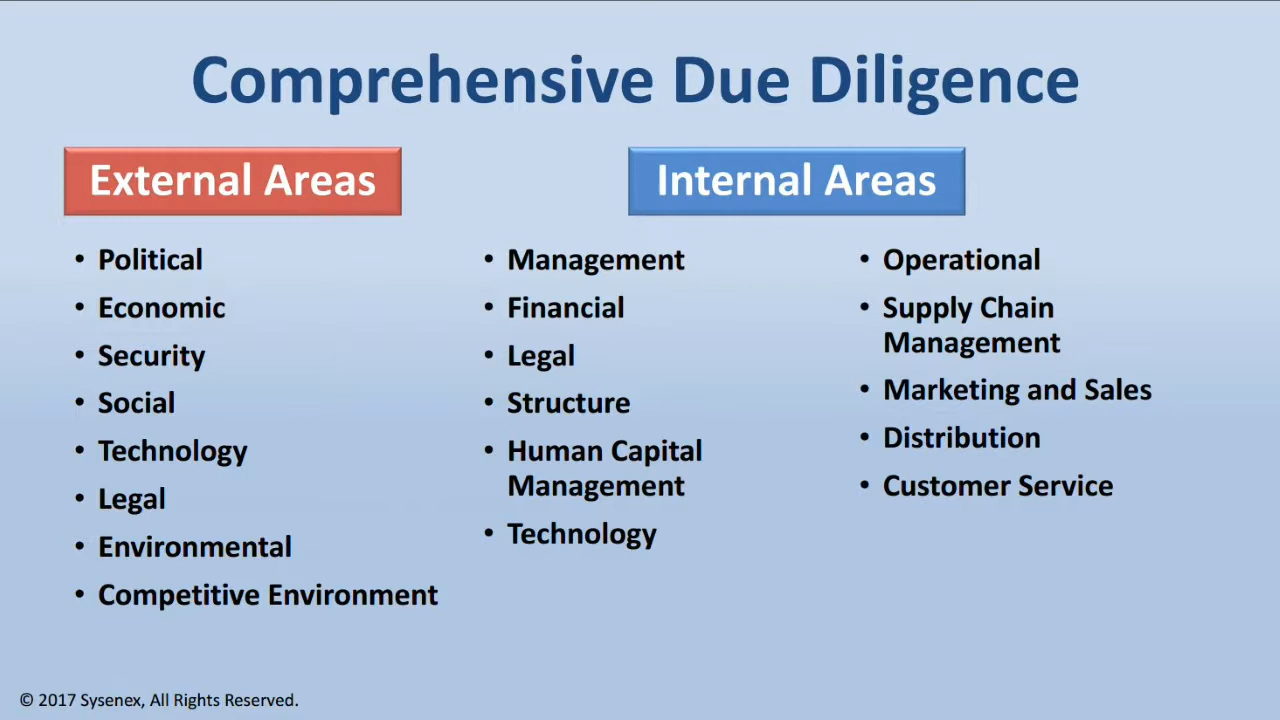 Comprehensive Due Diligence
External Areas
• Political
• Economic
• Security
• Social
• Technology
• Legal
• Environmental
• Competitive Environment
Internal Areas
• Management
• Financial
• Legal
• Structure
• Human Capital
Management
• Technology
• Operational
• Supply Chain
Management
• Marketing and Sales
• Distribution
• Customer Service
© 2017 Sysenex, All Rights Reserved.